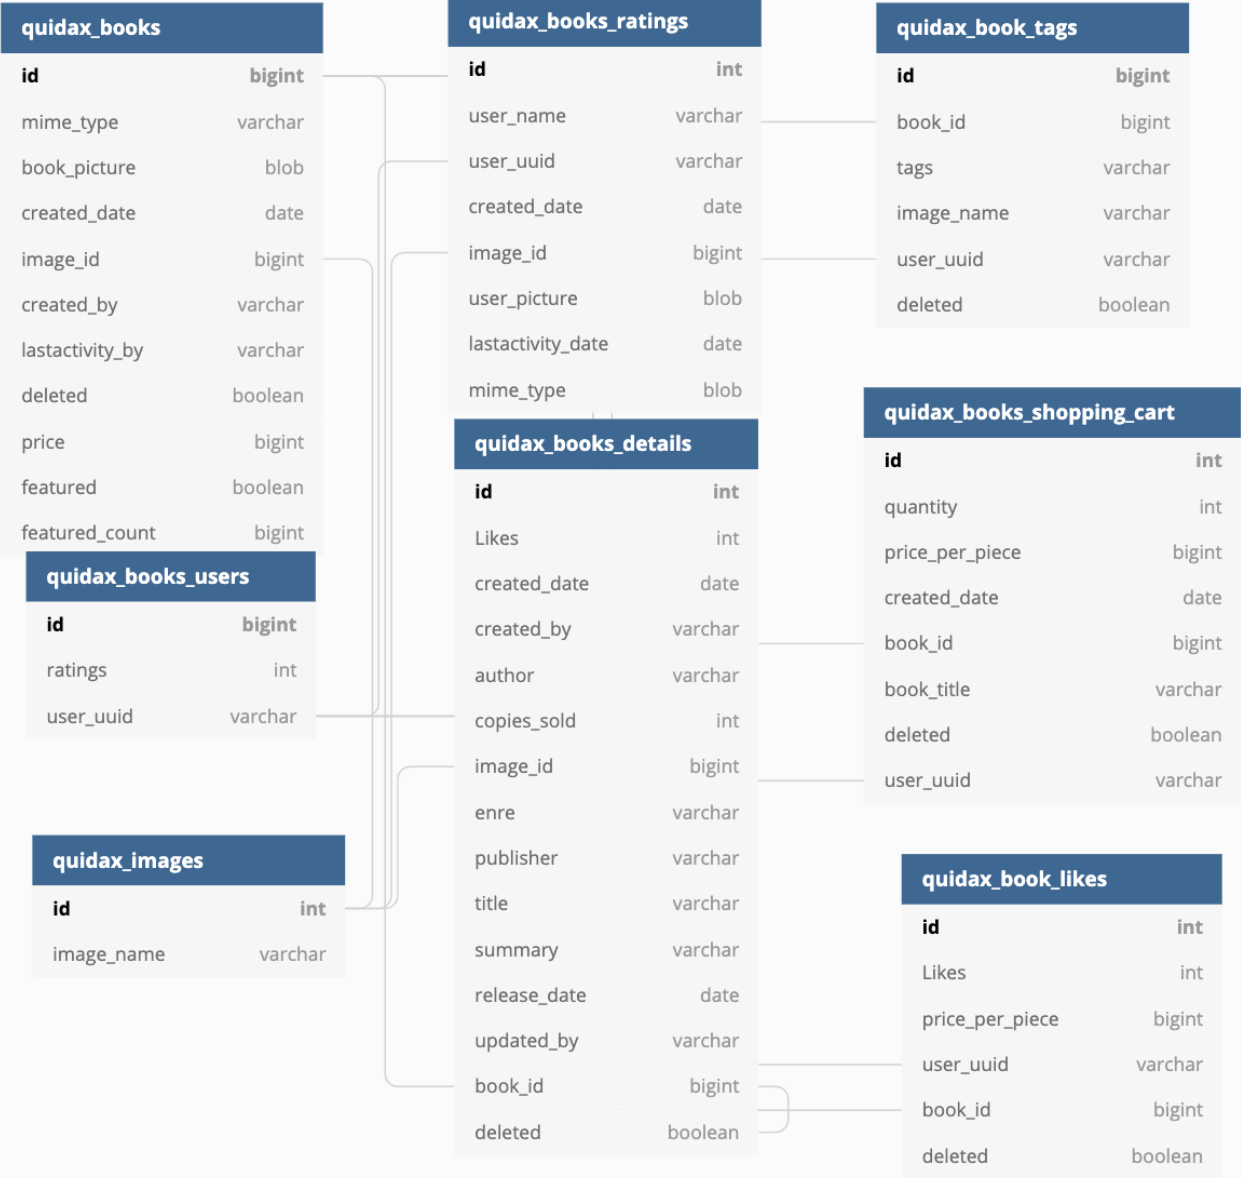 quidax_books
id bigint
mime_type varchar
book_picture blob
created_date date
image_id bigint
created_by varchar
lastactivity_by varchar
deleted boolean
price bigint
featured boolean
featured_count bigint
quidax_books_users
id bigint
ratings int
user_uuid varchar
quidax_images
id int
image_name varchar
quidax_books_ratings
id int
user_name varchar
user_uuid varchar
created_date date
image_id bigint
user_picture blob
lastactivity_date date
mime_type blob
quidax_books_details
id int
Likes int
created_date date
created_by varchar
author varchar
copies_sold int
image_id bigint
enre varchar
publisher varchar
title varchar
summary varchar
release_date date
updated_by varchar
book_id bigint
deleted boolean
quidax_book_tags
id bigint
book_id bigint
tags varchar
image_name varchar
user_uuid varchar
deleted boolean
quidax_books_shopping_cart
id int
quantity int
price_per_piece bigint
created_date date
book_id bigint
book_title varchar
deleted boolean
user_uuid varchar
quidax_book_likes
id int
Likes int
price_per_piece bigint
user_uuid varchar
book_id bigint
deleted boolean